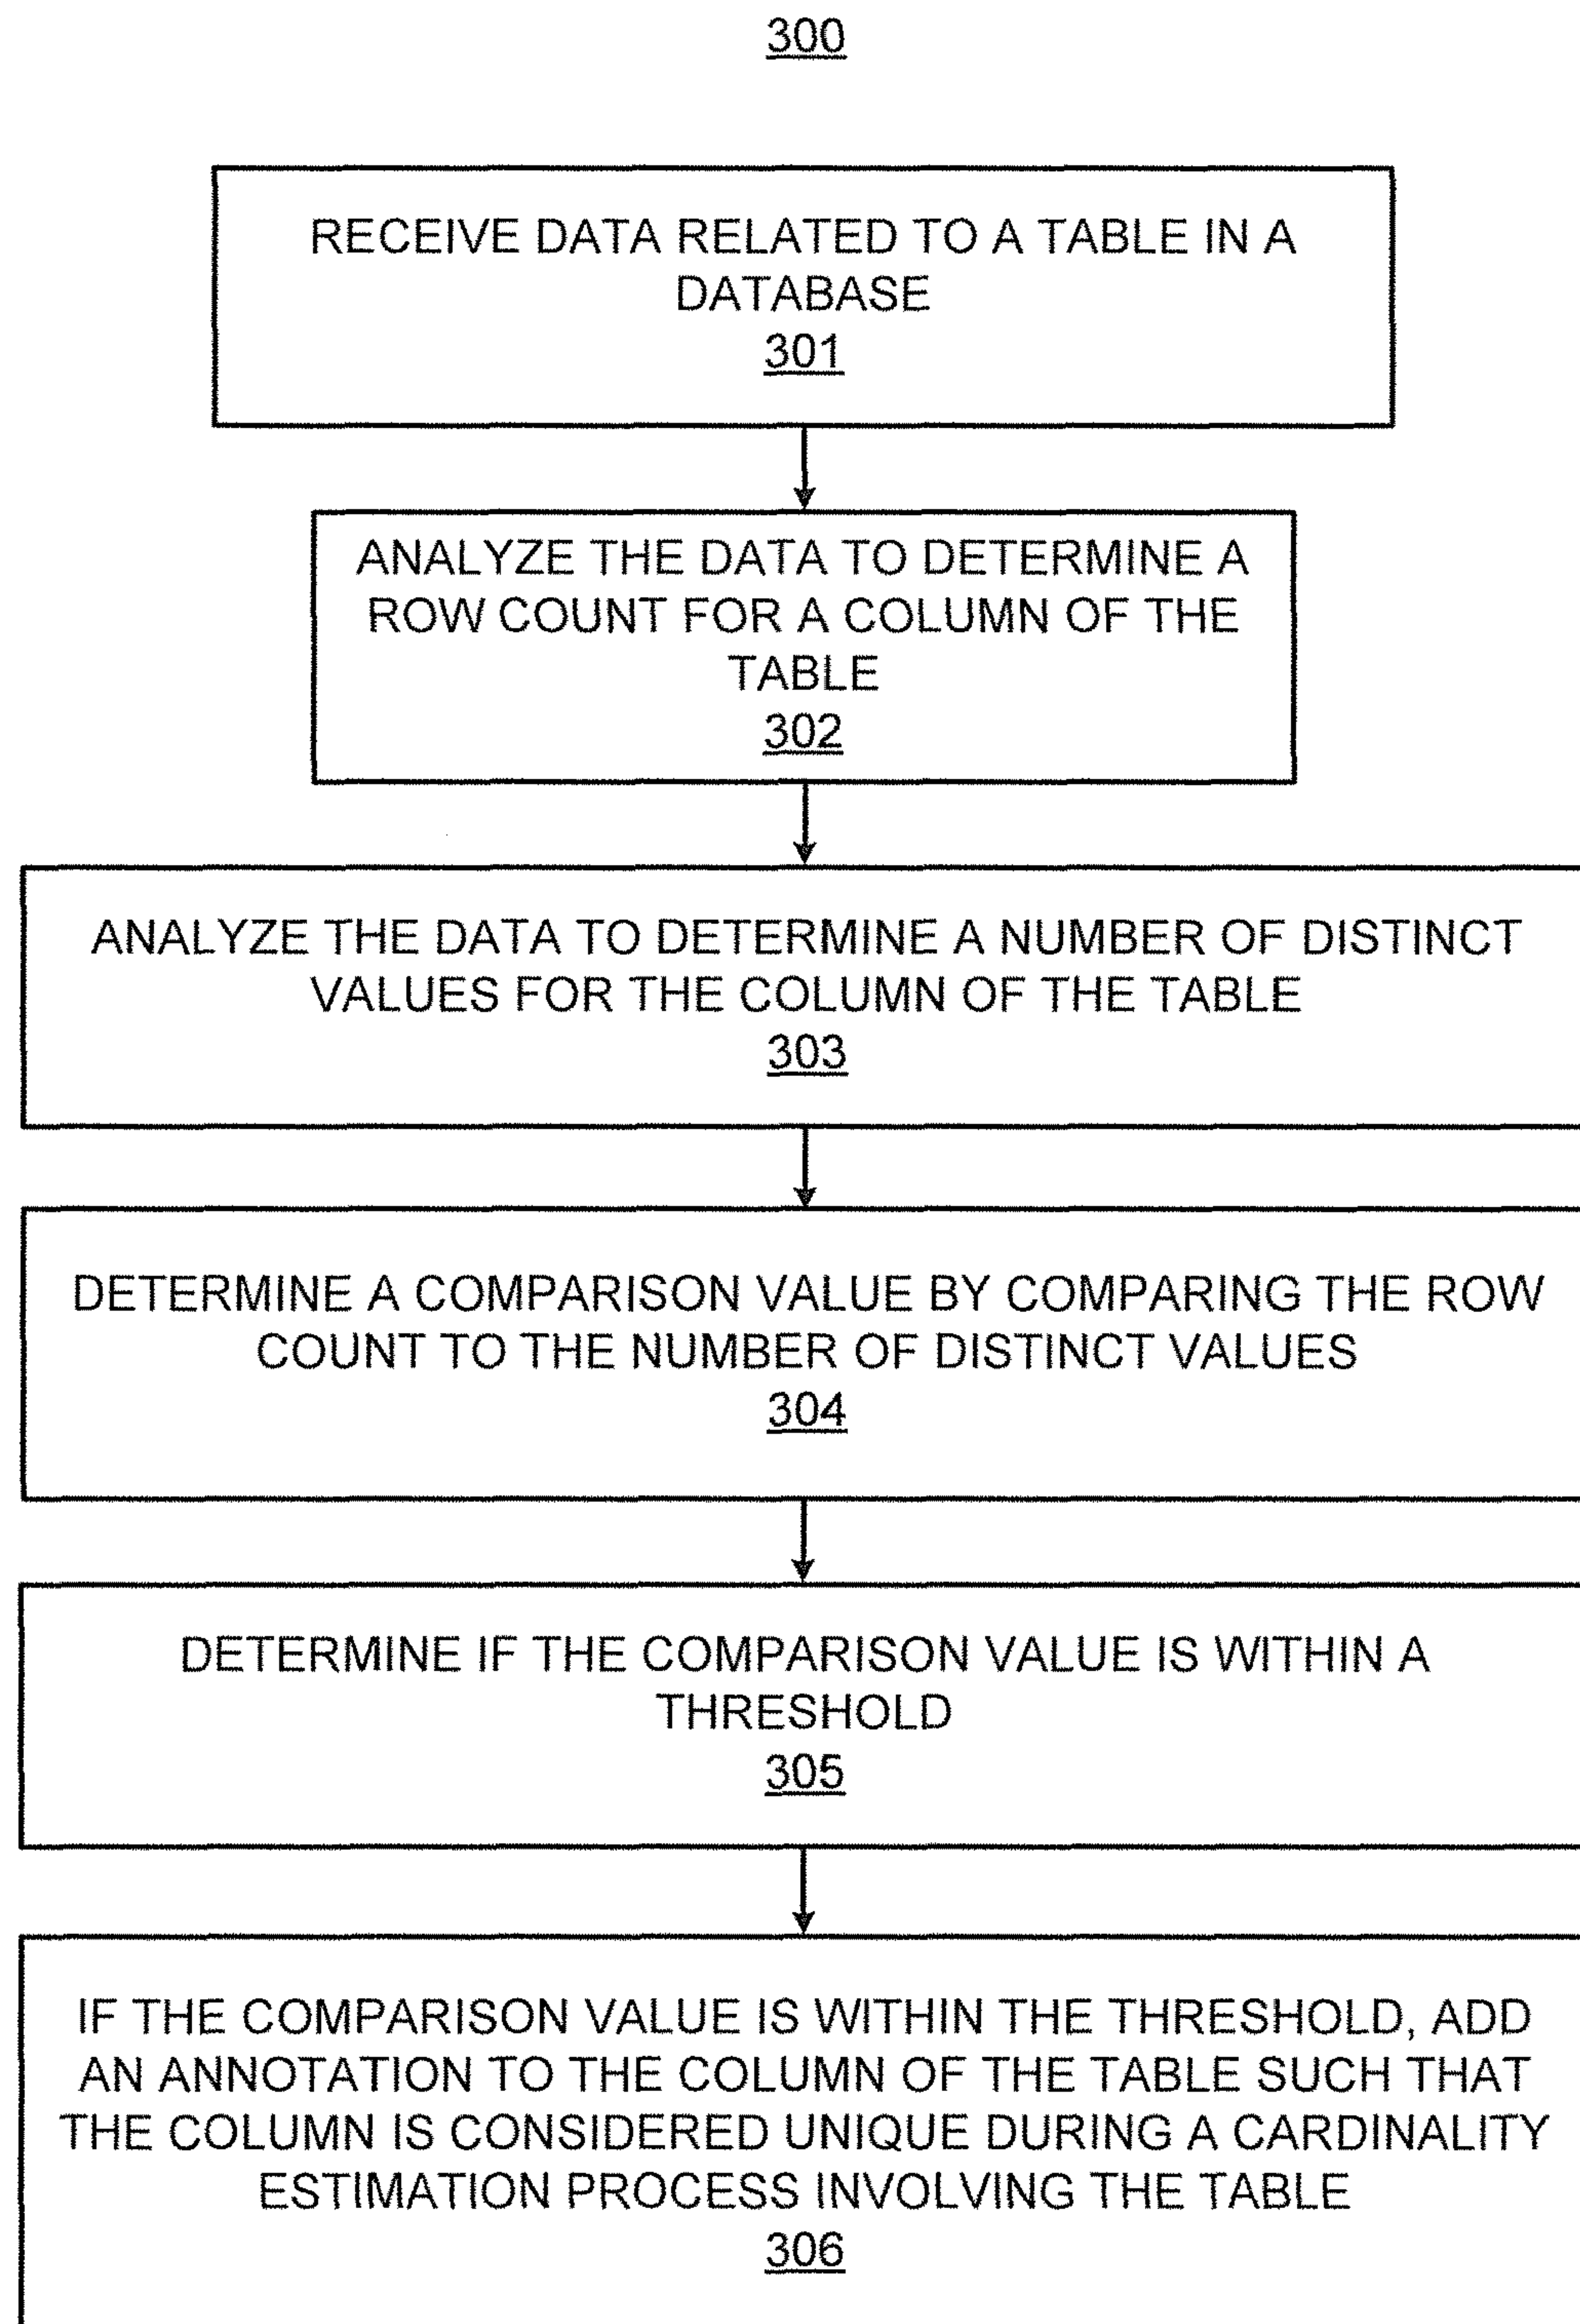 300
RECEIVE DATA RELATED TO A TABLE IN A
DATABASE
301
ANALYZE THE DATA TO DETERMINE A
ROW COUNT FOR A COLUMN OF THE
TABLE
302
ANALYZE THE DATA TO DETERMINE A NUMBER OF DISTINCT
VALUES FOR THE COLUMN OF THE TABLE
303
DETERMINE A COMPARISON VALUE BY COMPARING THE ROW
COUNT TO THE NUMBER OF DISTINCT VALUES
304
DETERMINE IF THE COMPARISON VALUE IS WITHIN A
THRESHOLD
305
IF THE COMPARISON VALUE IS WITHIN THE THRESHOLD, ADD
AN ANNOTATION TO THE COLUMN OF THE TABLE SUCH THAT
THE COLUMN IS CONSIDERED UNIQUE DURING A CARDINALITY
ESTIMATION PROCESS INVOLVING THE TABLE
306